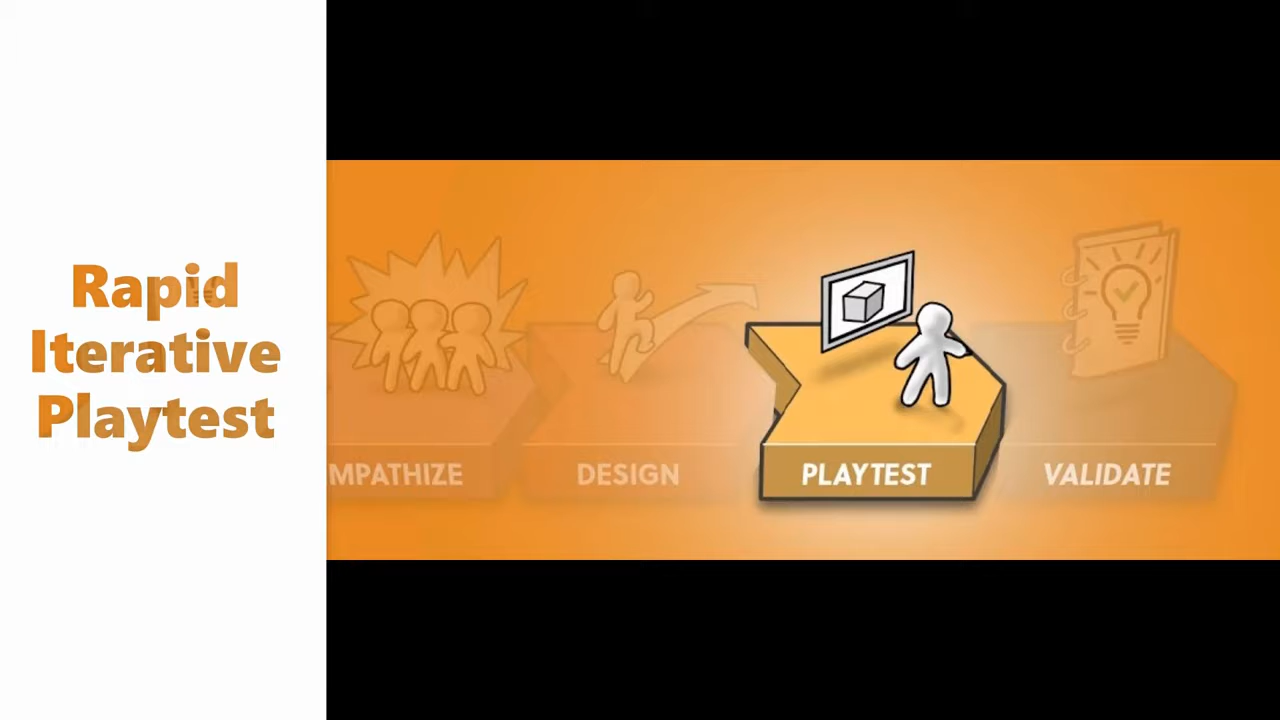 Rapid
Iterative
Playtest
MPATHIZE
DESIGN
PLAYTEST
VALIDATE